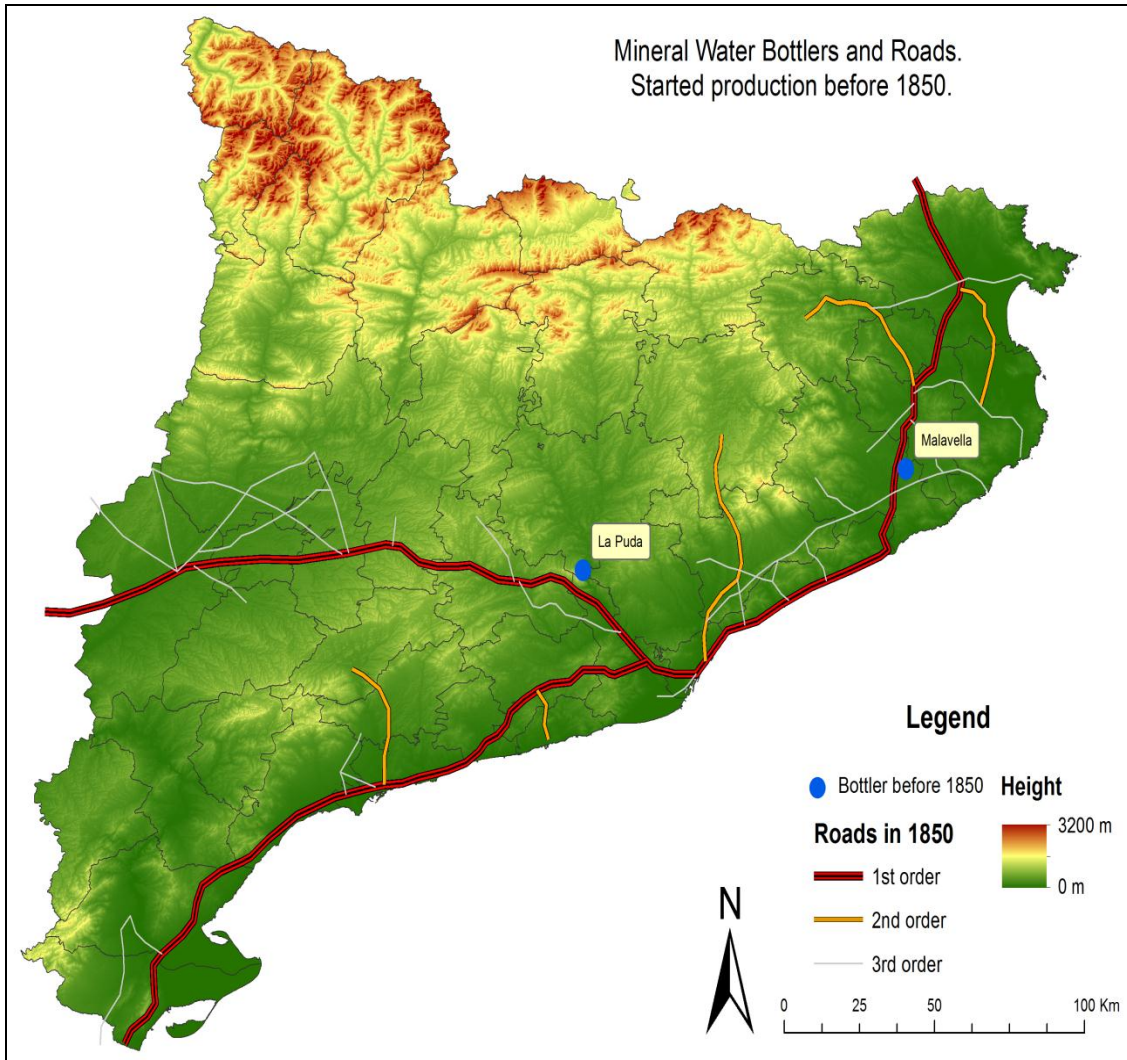 Mineral Water Bottlers and Roads.
Started production before 1850.
Malavella
La Puda
Legend
Bottler before 1850
Height
3200 m
0 m
Roads in 1850
1st order
2nd order
3rd order
N
0 25 50 100 Km